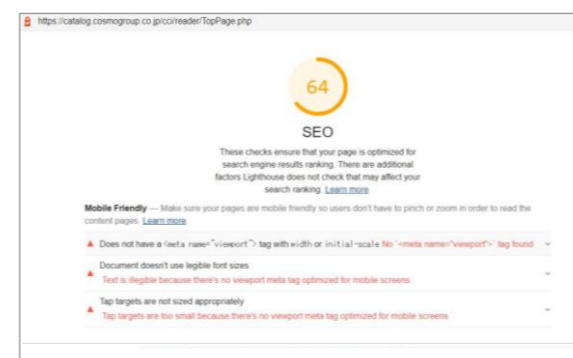 https://catalog.cosmogroup.co.jp/cci/reader/TopPage.php
64
SEO
These checks ensure that your page is optimized for
search engine results ranking. There are additional
factors Lighthouse does not check that may affect your
search ranking. Learn more.
Mobile Friendly — Make sure your pages are mobile friendly so users don't have to pinch or zoom in order to read the
content pages. Learn more.
Does not have a <meta name="viewport"> tag with width or initial-scale No `<meta name="viewport">` tag found
Document doesn't use legible font sizes
Text is illegible because there's no viewport meta tag optimized for mobile screens
Tap targets are not sized appropriately
Tap targets are too small because there's no viewport meta tag optimized for mobile screens